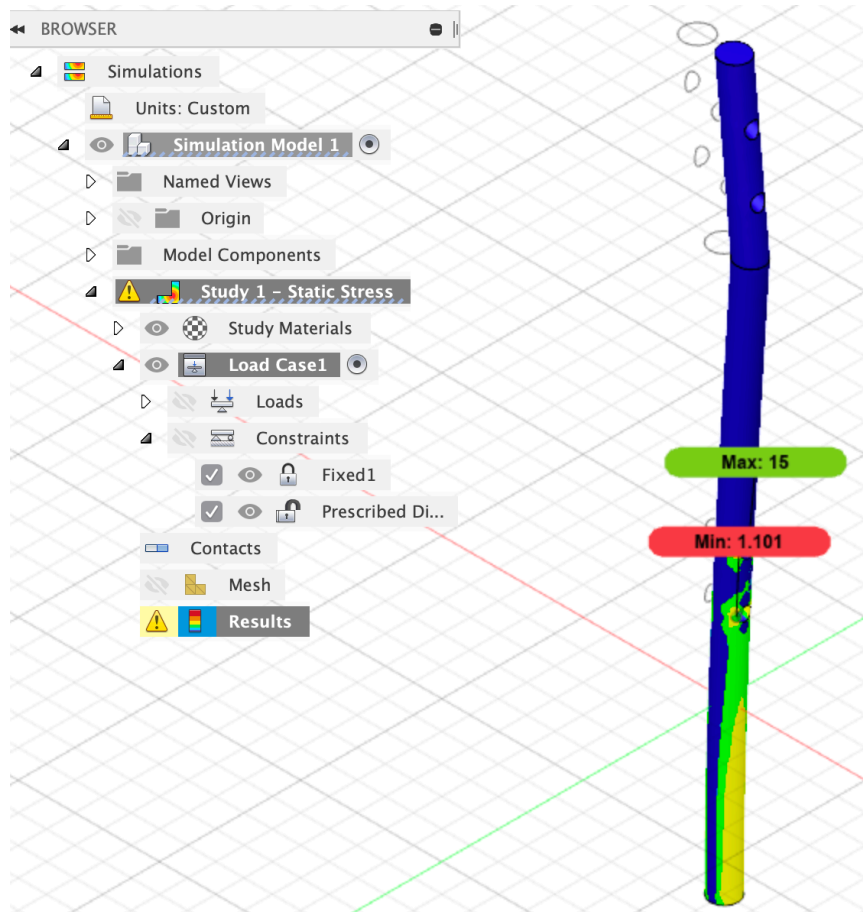 BROWSER
Simulations
Units: Custom
Simulation Model 1
Named Views
Origin
Model Components
Study 1 – Static Stress
Study Materials
Load Case1
Loads
Constraints
Fixed1
Prescribed Di...
Contacts
Mesh
Results
Max: 15
Min: 1.101